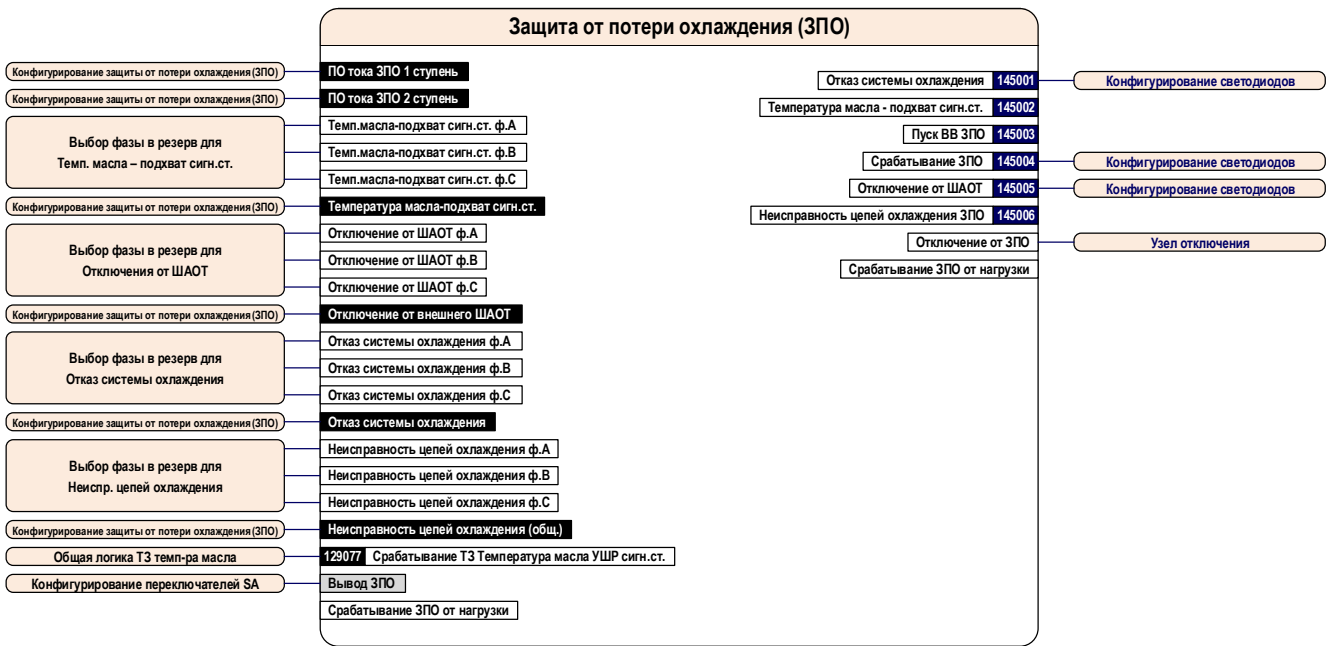 Защита от потери охлаждения (ЗПО)
Конфигурирование защиты от потери охлаждения (ЗПО)
ПО тока ЗПО 1 ступень
Конфигурирование защиты от потери охлаждения (ЗПО)
ПО тока ЗПО 2 ступень
Выбор фазы в резерв для
Темп. масла – подхват сигн.ст.
Темп.масла-подхват сигн.ст. ф.А
Темп.масла-подхват сигн.ст. ф.В
Темп.масла-подхват сигн.ст. ф.С
Конфигурирование защиты от потери охлаждения (ЗПО)
Температура масла-подхват сигн.ст.
Выбор фазы в резерв для
Отключения от ШАОТ
Отключение от ШАОТ ф.А
Отключение от ШАОТ ф.В
Отключение от ШАОТ ф.С
Конфигурирование защиты от потери охлаждения (ЗПО)
Отключение от внешнего ШАОТ
Выбор фазы в резерв для
Отказ системы охлаждения
Отказ системы охлаждения ф.А
Отказ системы охлаждения ф.В
Отказ системы охлаждения ф.С
Конфигурирование защиты от потери охлаждения (ЗПО)
Отказ системы охлаждения
Выбор фазы в резерв для
Неиспр. цепей охлаждения
Неисправность цепей охлаждения ф.А
Неисправность цепей охлаждения ф.В
Неисправность цепей охлаждения ф.С
Конфигурирование защиты от потери охлаждения (ЗПО)
Неисправность цепей охлаждения (общ.)
Общая логика ТЗ темп-ра масла
129077 Срабатывание ТЗ Температура масла УШР сигн.ст.
Конфигурирование переключателей SA
Вывод ЗПО
Срабатывание ЗПО от нагрузки
Отказ системы охлаждения 145001
Конфигурирование светодиодов
Температура масла - подхват сигн.ст. 145002
Пуск ВВ ЗПО 145003
Срабатывание ЗПО 145004
Конфигурирование светодиодов
Отключение от ШАОТ 145005
Конфигурирование светодиодов
Неисправность цепей охлаждения ЗПО 145006
Отключение от ЗПО
Узел отключения
Срабатывание ЗПО от нагрузки